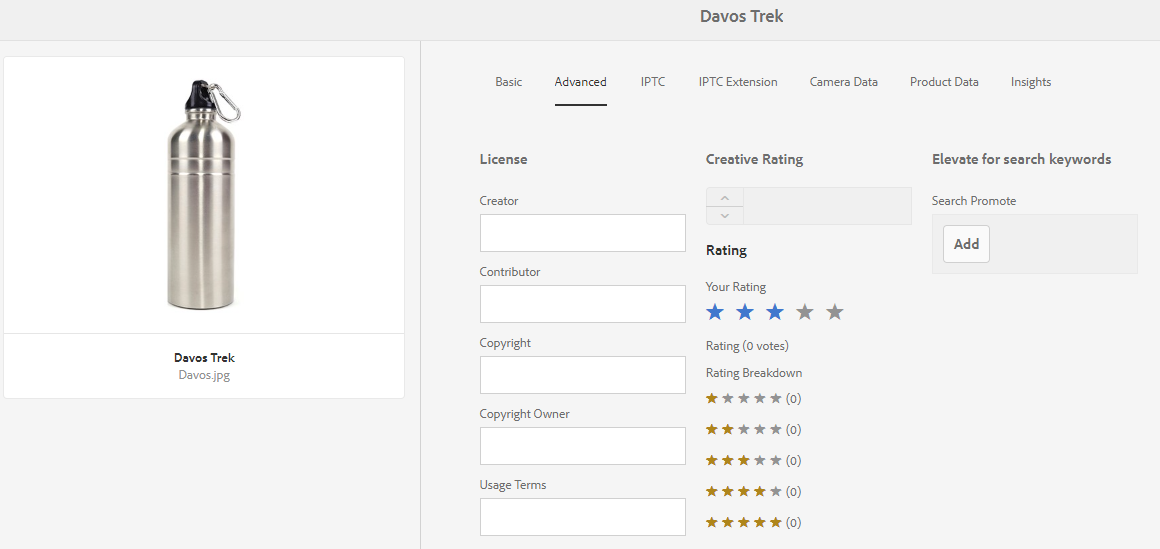 Davos Trek
Davos Trek
Davos.jpg
Basic Advanced IPTC IPTC Extension Camera Data Product Data Insights
License
Creator
Contributor
Copyright
Copyright Owner
Usage Terms
Creative Rating
Rating
Your Rating
Rating (0 votes)
Rating Breakdown
(0)
(0)
(0)
(0)
(0)
Elevate for search keywords
Search Promote
Add